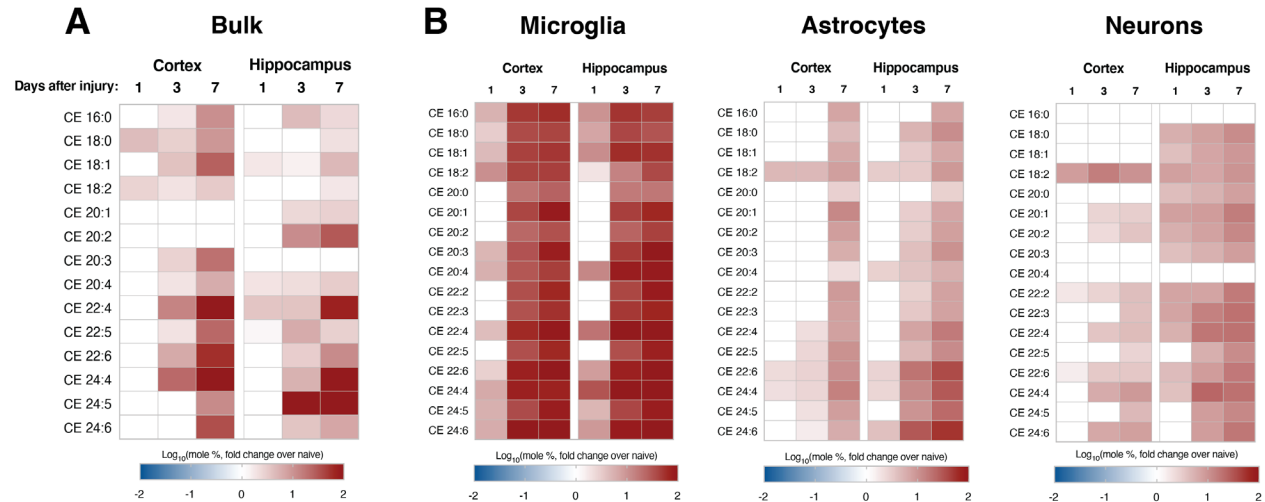 A
Bulk
Cortex
Hippocampus
Days after injury: 1 3 7 1 3 7
CE 16:0
CE 18:0
CE 18:1
CE 18:2
CE 20:1
CE 20:2
CE 20:3
CE 20:4
CE 22:4
CE 22:5
CE 22:6
CE 24:4
CE 24:5
CE 24:6
Log10(mole %, fold change over naive)
-2 -1 0 1 2
B
Microglia
Cortex
Hippocampus
1 3 7 1 3 7
CE 16:0
CE 18:0
CE 18:1
CE 18:2
CE 20:0
CE 20:1
CE 20:2
CE 20:3
CE 20:4
CE 22:2
CE 22:3
CE 22:4
CE 22:5
CE 22:6
CE 24:4
CE 24:5
CE 24:6
Log10(mole %, fold change over naive)
-2 -1 0 1 2
Astrocytes
Cortex
Hippocampus
1 3 7 1 3 7
CE 16:0
CE 18:0
CE 18:1
CE 18:2
CE 20:0
CE 20:1
CE 20:2
CE 20:3
CE 20:4
CE 22:2
CE 22:3
CE 22:4
CE 22:5
CE 22:6
CE 24:4
CE 24:5
CE 24:6
Log10(mole %, fold change over naive)
-2 -1 0 1 2
Neurons
Cortex
Hippocampus
1 3 7 1 3 7
CE 16:0
CE 18:0
CE 18:1
CE 18:2
CE 20:0
CE 20:1
CE 20:2
CE 20:3
CE 20:4
CE 22:2
CE 22:3
CE 22:4
CE 22:5
CE 22:6
CE 24:4
CE 24:5
CE 24:6
Log10(mole %, fold change over naive)
-2 -1 0 1 2